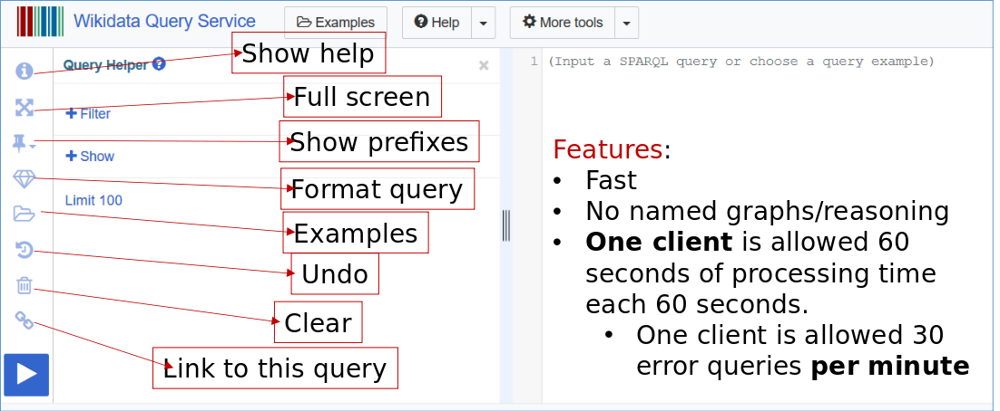 Wikidata Query Service
Examples
Help
More tools
Query Helper
Show help
1 (Input a SPARQL query or choose a query example)
Full screen
Filter
Show prefixes
Show
Format query
Limit 100
Examples
Undo
Clear
Link to this query
Features:
• Fast
• No named graphs/reasoning
• One client is allowed 60
seconds of processing time
each 60 seconds.
• One client is allowed 30
error queries per minute